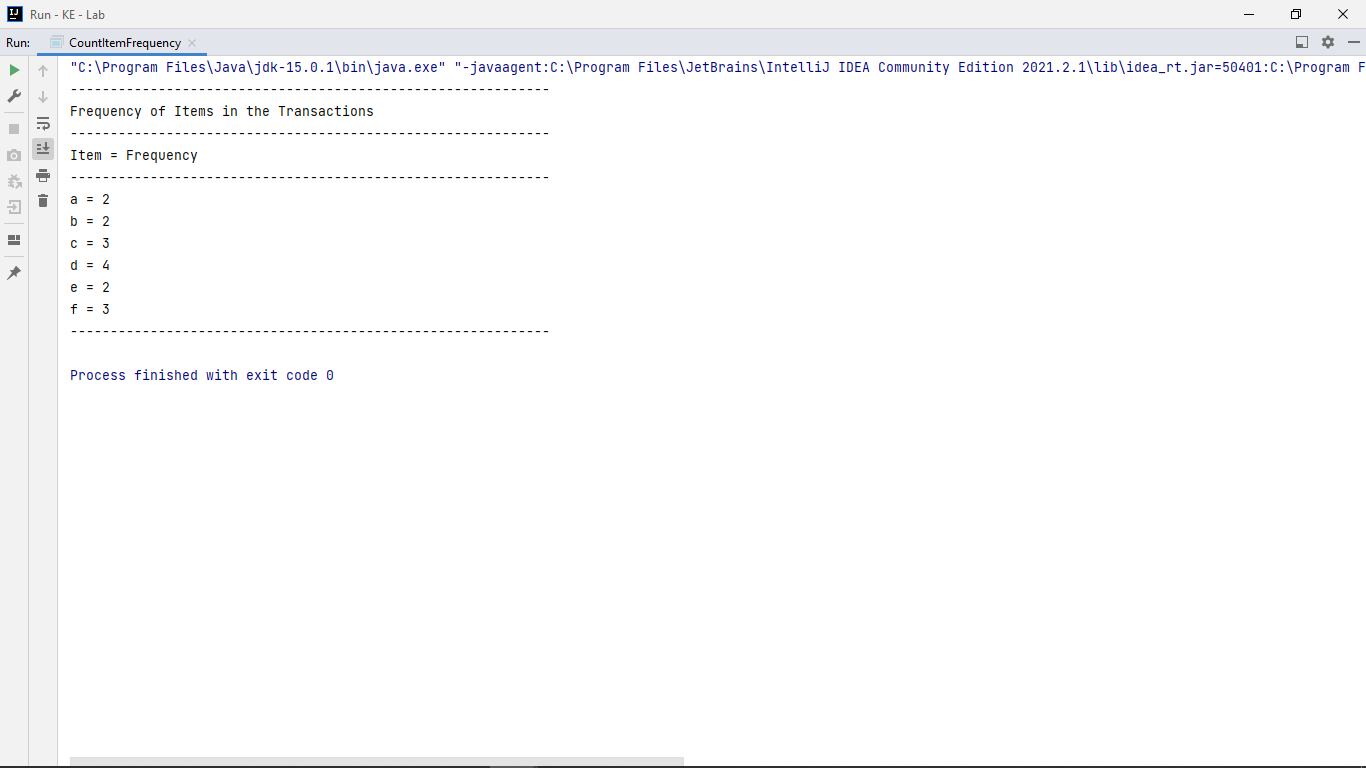 Run - KE - Lab
Run:
CountItemFrequency
"C:\Program Files\Java\jdk-15.0.1\bin\java.exe" "-javaagent:C:\Program Files\JetBrains\IntelliJ IDEA Community Edition 2021.2.1\lib\idea_rt.jar=50401:C:\Program F
------------------------------------------------------------
Frequency of Items in the Transactions
------------------------------------------------------------
Item = Frequency
------------------------------------------------------------
a = 2
b = 2
c = 3
d = 4
e = 2
f = 3
------------------------------------------------------------
Process finished with exit code 0